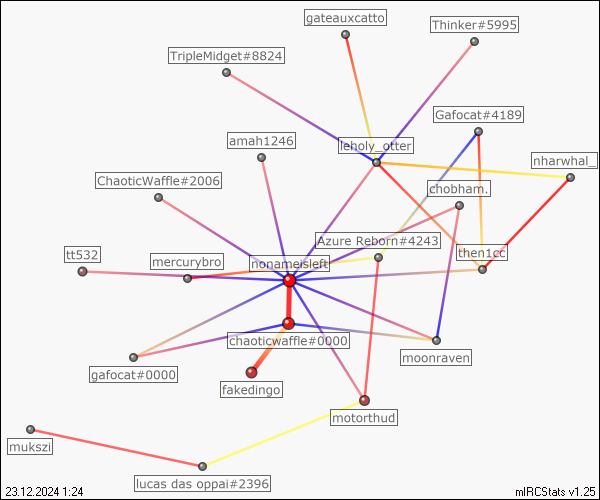 gateauxcatto
Thinker#5995
TripleMidget#8824
Gafocat#4189
amah1246
leholy_otter
nharwhal_
ChaoticWaffle#2006
chobham.
Azure Reborn#4243
tt532
mercurybro
nonameisleft
then1cc
chaoticwaffle#0000
moonraven
gafocat#0000
fakedingo
motorthud
mukszi
lucas das oppai#2396
23.12.2024 1:24
mIRCStats v1.25